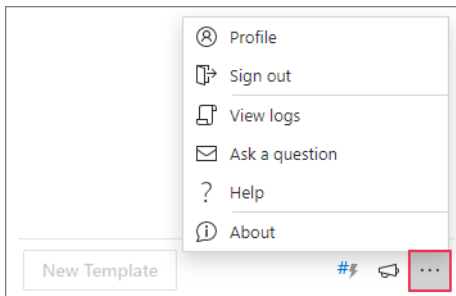 Profile
Sign out
View logs
Ask a question
? Help
About
New Template #
...